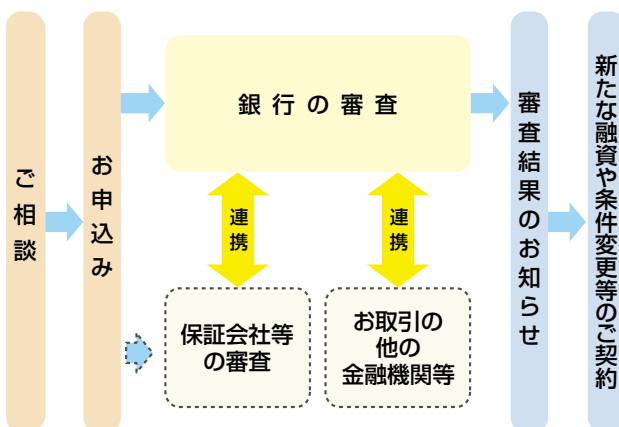 ご相談
お申込み
銀行の審査
連携
連携
保証会社等
の審査
お取引の
他の
金融機関等
審査結果のお知らせ
新たな融資や条件変更等のご契約